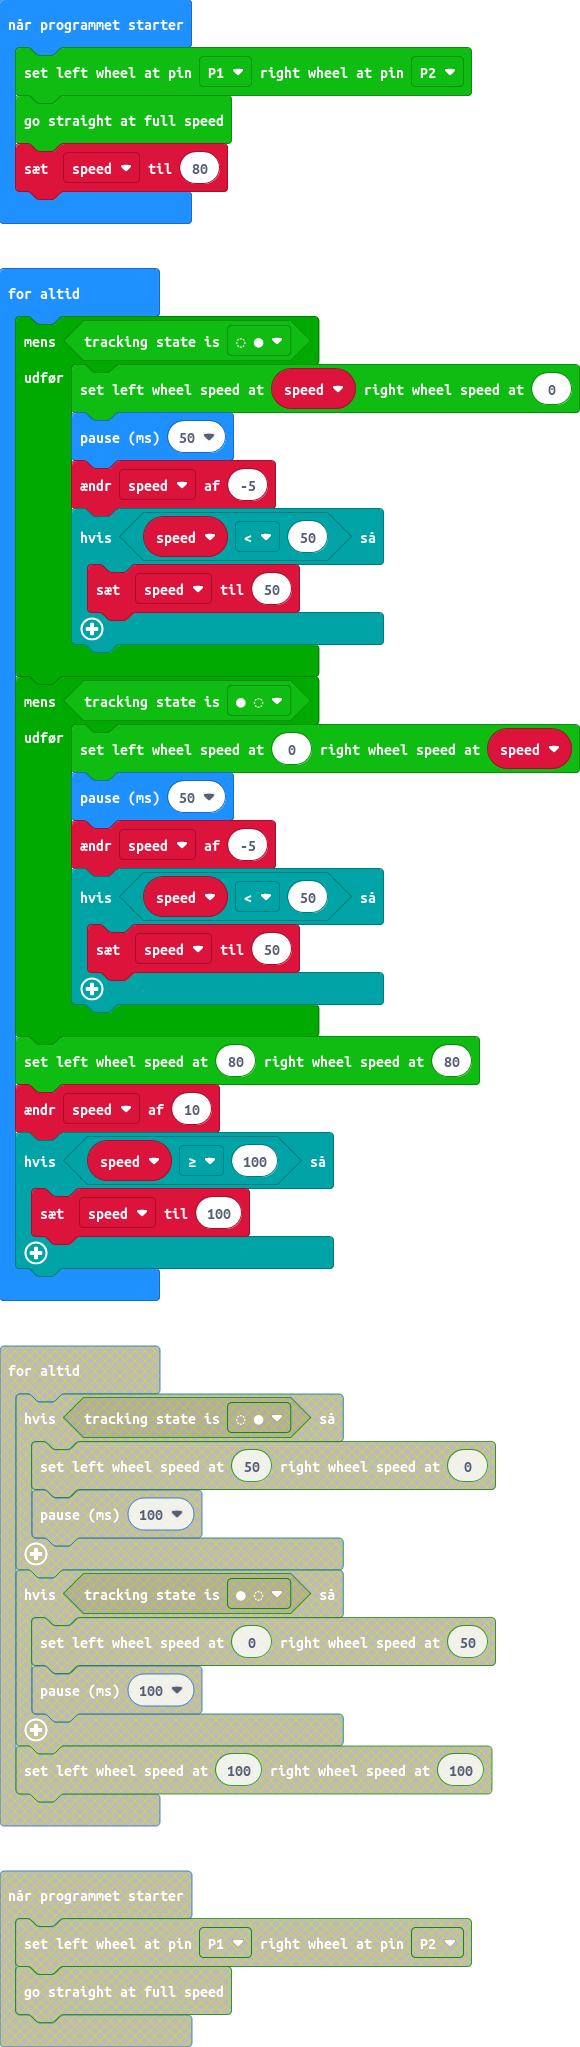 når programmet starter
set left wheel at pin P1 right wheel at pin P2
go straight at full speed
sæt speed til 80
for altid
mens tracking state is ◌ ●
udfør set left wheel speed at speed right wheel speed at 0
pause (ms) 50
ændr speed af -5
hvis speed < 50 så
sæt speed til 50
mens tracking state is ● ◌
udfør set left wheel speed at 0 right wheel speed at speed
pause (ms) 50
ændr speed af -5
hvis speed < 50 så
sæt speed til 50
set left wheel speed at 80 right wheel speed at 80
ændr speed af 10
hvis speed ≥ 100 så
sæt speed til 100
for altid
hvis tracking state is ◌ ● så
set left wheel speed at 50 right wheel speed at 0
pause (ms) 100
hvis tracking state is ● ◌ så
set left wheel speed at 0 right wheel speed at 50
pause (ms) 100
set left wheel speed at 100 right wheel speed at 100
når programmet starter
set left wheel at pin P1 right wheel at pin P2
go straight at full speed